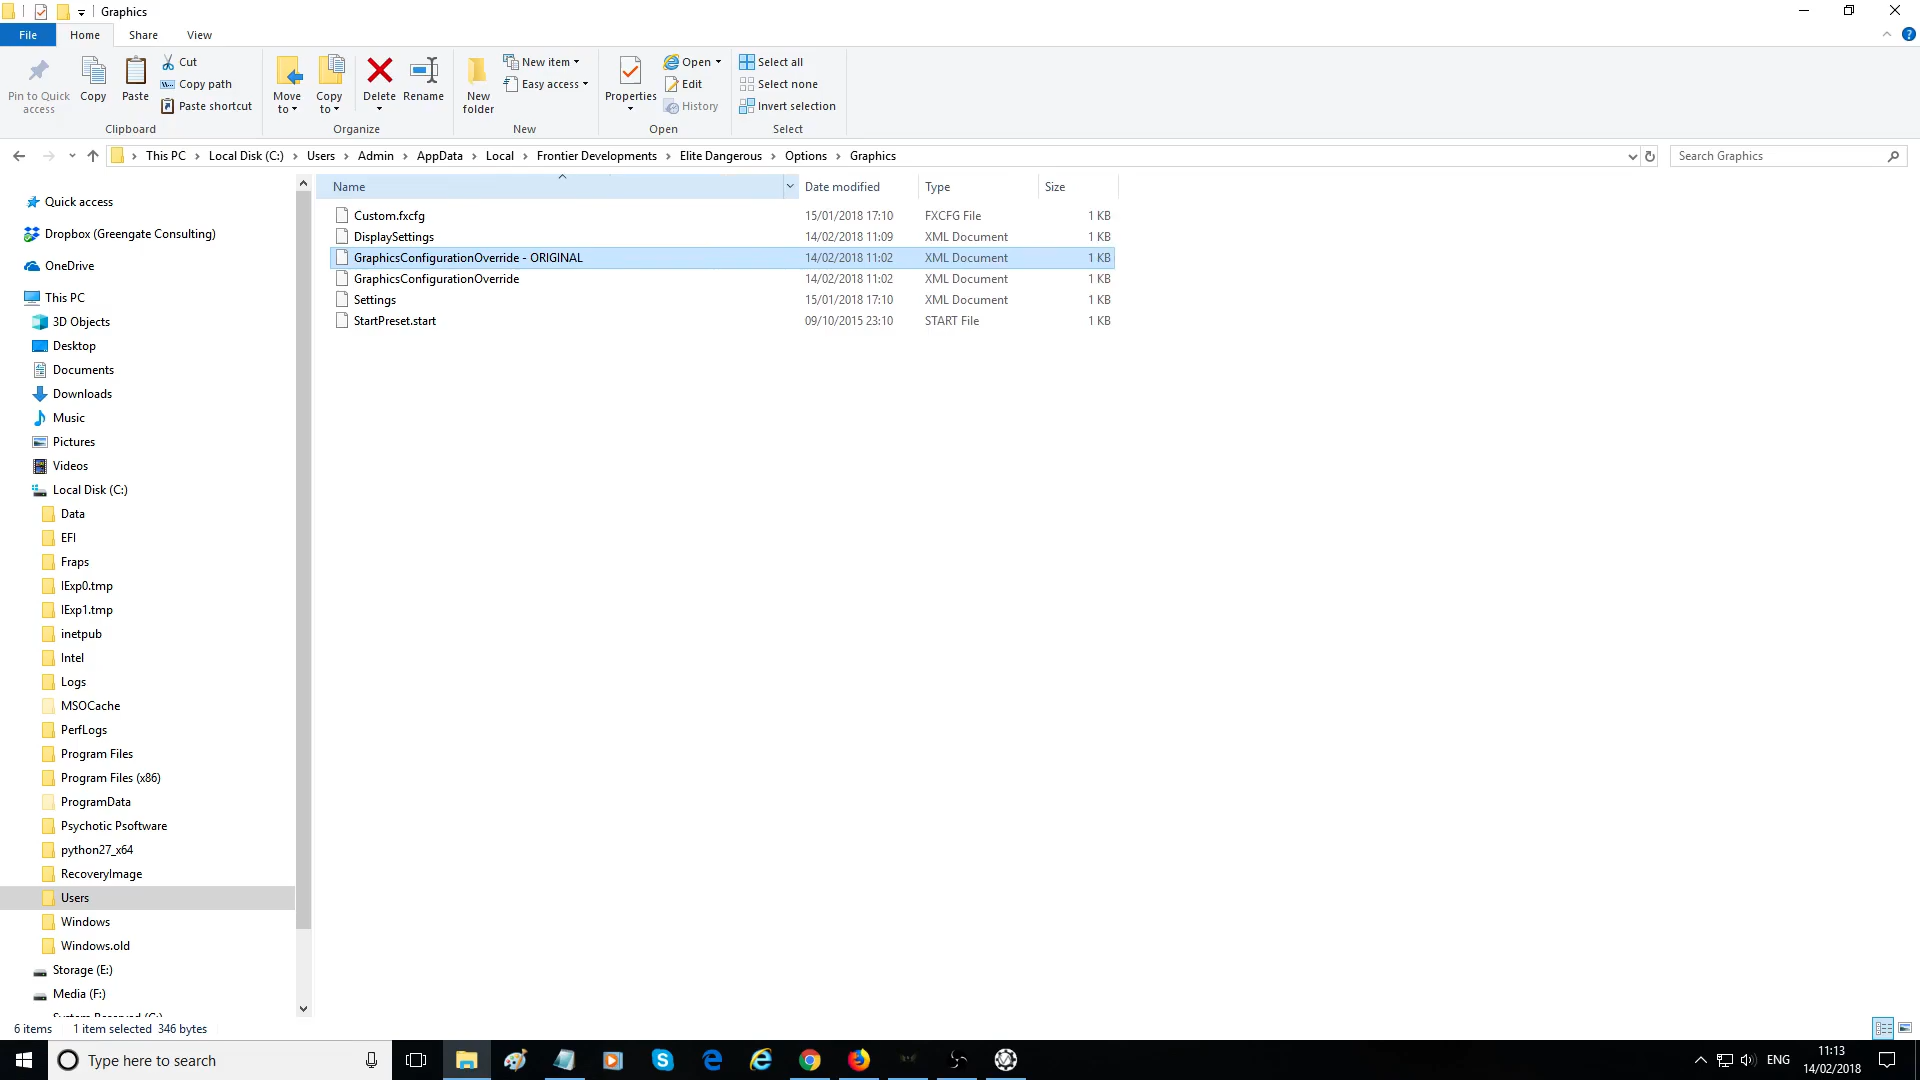 Graphics
File Home Share View
Pin to Quick access
Copy
Paste
Cut
Copy path
Paste shortcut
Clipboard
Move to
Copy to
Delete
Rename
Organize
New folder
New item
Easy access
New
Properties
Open
Edit
History
Open
Select all
Select none
Invert selection
Select
This PC Local Disk (C:) Users Admin AppData Local Frontier Developments Elite Dangerous Options Graphics
Search Graphics
Quick access
Dropbox (Greengate Consulting)
OneDrive
This PC
3D Objects
Desktop
Documents
Downloads
Music
Pictures
Videos
Local Disk (C:)
Data
EFI
Fraps
IExp0.tmp
IExp1.tmp
inetpub
Intel
Logs
MSOCache
PerfLogs
Program Files
Program Files (x86)
ProgramData
Psychotic Psoftware
python27_x64
RecoveryImage
Users
Windows
Windows.old
Storage (E:)
Media (F:)
Name Date modified Type Size
Custom.fxcfg 15/01/2018 17:10 FXCFG File 1 KB
DisplaySettings 14/02/2018 11:09 XML Document 1 KB
GraphicsConfigurationOverride - ORIGINAL 14/02/2018 11:02 XML Document 1 KB
GraphicsConfigurationOverride 14/02/2018 11:02 XML Document 1 KB
Settings 15/01/2018 17:10 XML Document 1 KB
StartPreset.start 09/10/2015 23:10 START File 1 KB
6 items 1 item selected 346 bytes
Type here to search
ENG
11:13
14/02/2018